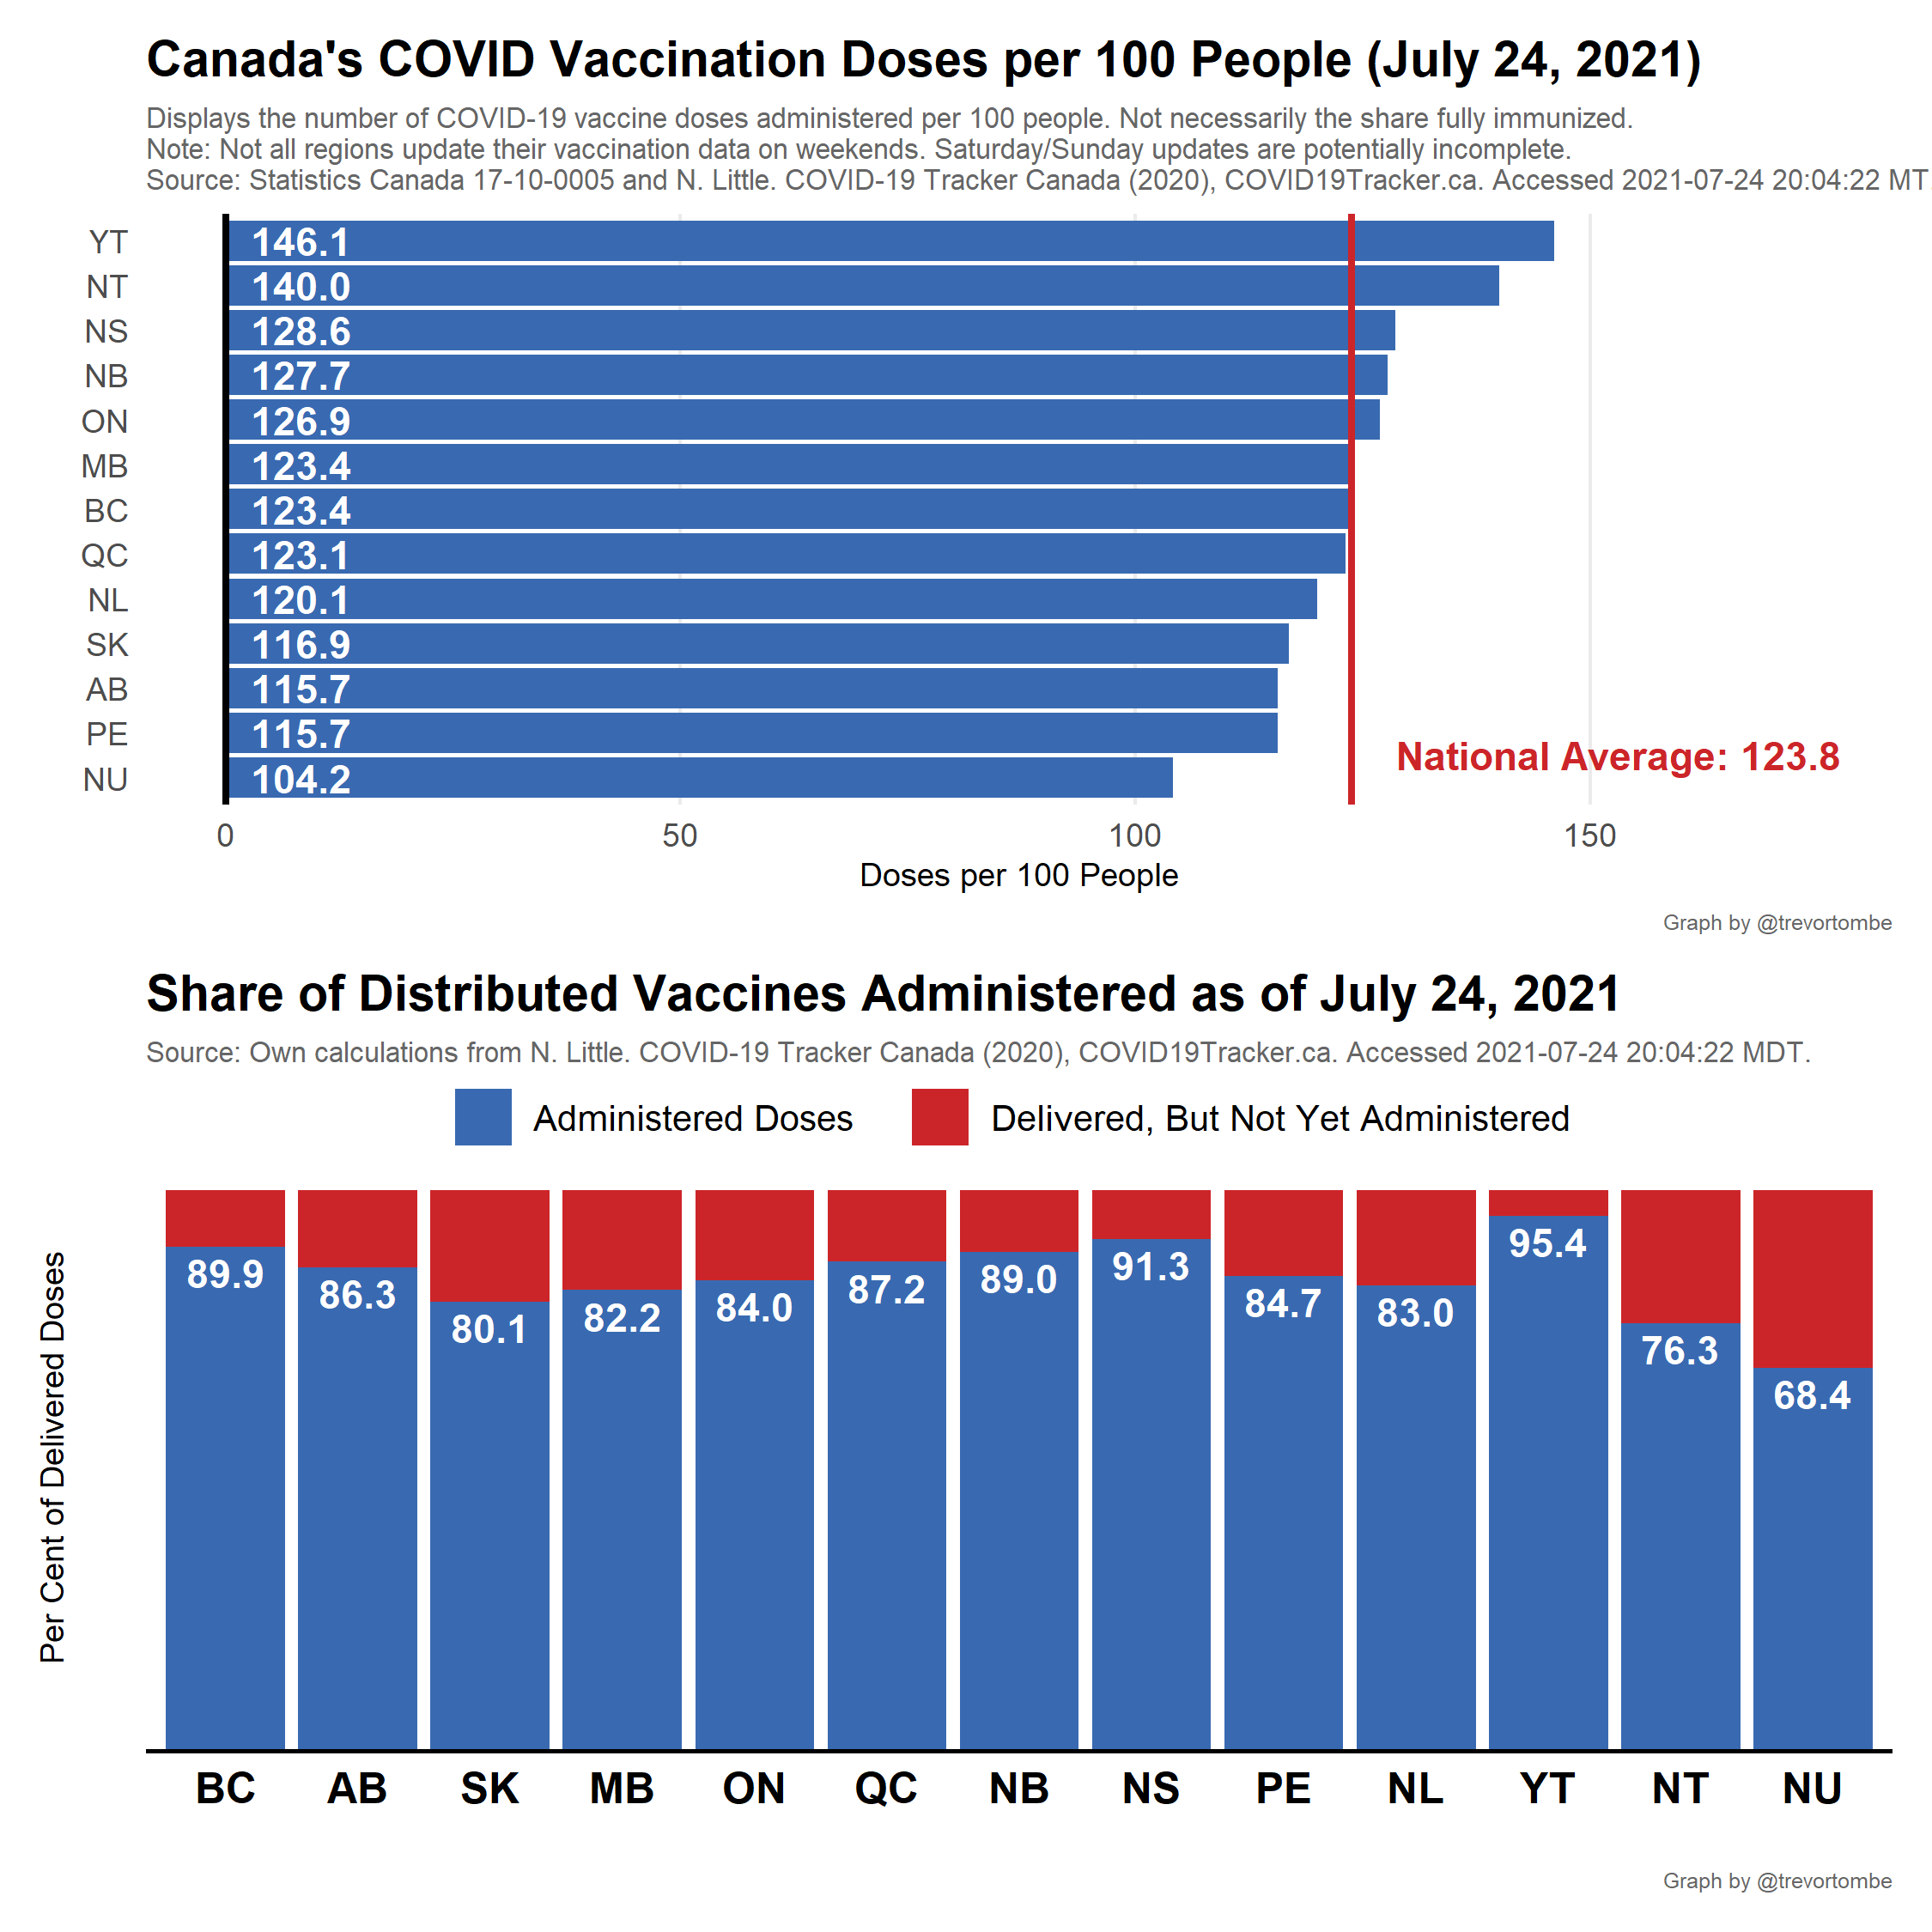 Canada's COVID Vaccination Doses per 100 People (July 24, 2021)
Displays the number of COVID-19 vaccine doses administered per 100 people. Not necessarily the share fully immunized.
Note: Not all regions update their vaccination data on weekends. Saturday/Sunday updates are potentially incomplete.
Source: Statistics Canada 17-10-0005 and N. Little. COVID-19 Tracker Canada (2020), COVID19Tracker.ca. Accessed 2021-07-24 20:04:22 MT
YT 146.1
NT 140.0
NS 128.6
NB 127.7
ON 126.9
MB 123.4
BC 123.4
QC 123.1
NL 120.1
SK 116.9
AB 115.7
PE 115.7
National Average: 123.8
NU 104.2
0 50 100 150
Doses per 100 People
Graph by @trevortombe
Share of Distributed Vaccines Administered as of July 24, 2021
Source: Own calculations from N. Little. COVID-19 Tracker Canada (2020), COVID19Tracker.ca. Accessed 2021-07-24 20:04:22 MDT.
Administered Doses Delivered, But Not Yet Administered
Per Cent of Delivered Doses
89.9 86.3 80.1 82.2 84.0 87.2 89.0 91.3 84.7 83.0 95.4 76.3 68.4
BC AB SK MB ON QC NB NS PE NL YT NT NU
Graph by @trevortombe